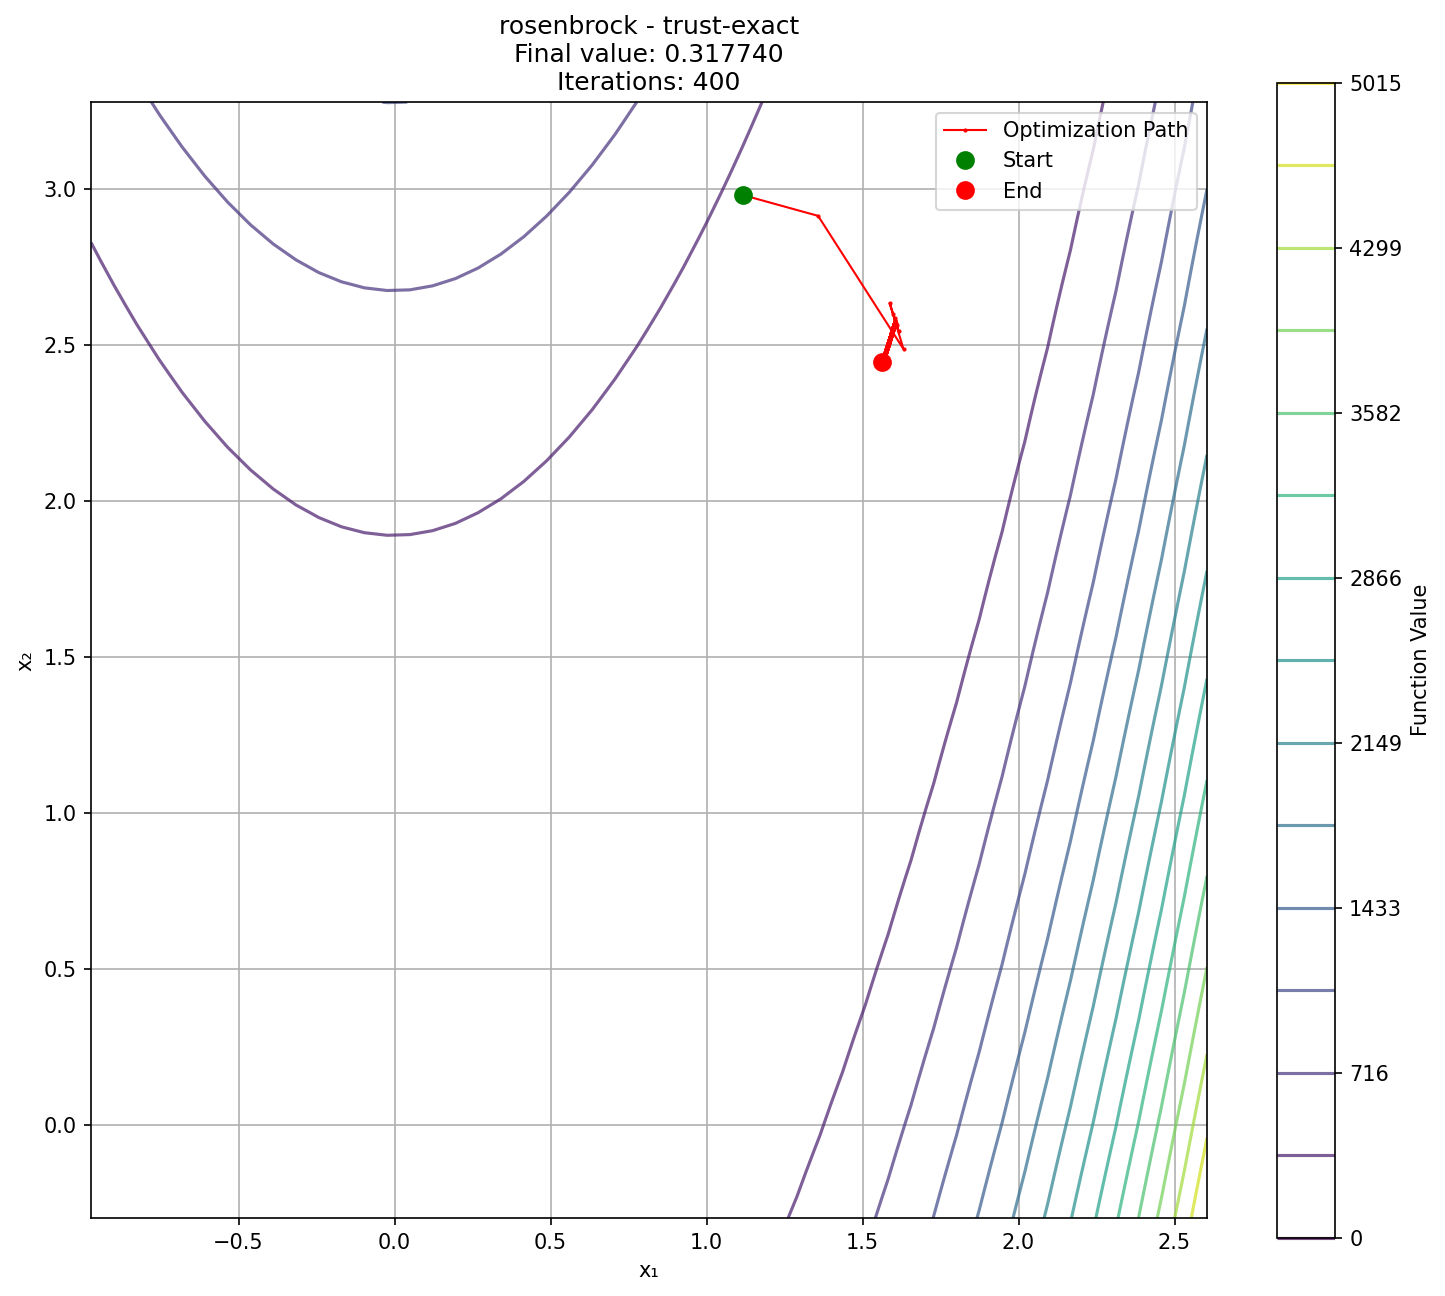 rosenbrock - trust-exact
Final value: 0.317740
Iterations: 400
Optimization Path
Start
End
3.0
2.5
2.0
1.5
1.0
0.5
0.0
x₂
−0.5
0.0
0.5
1.0
1.5
2.0
2.5
x₁
5015
4299
3582
2866
2149
1433
716
0
Function Value